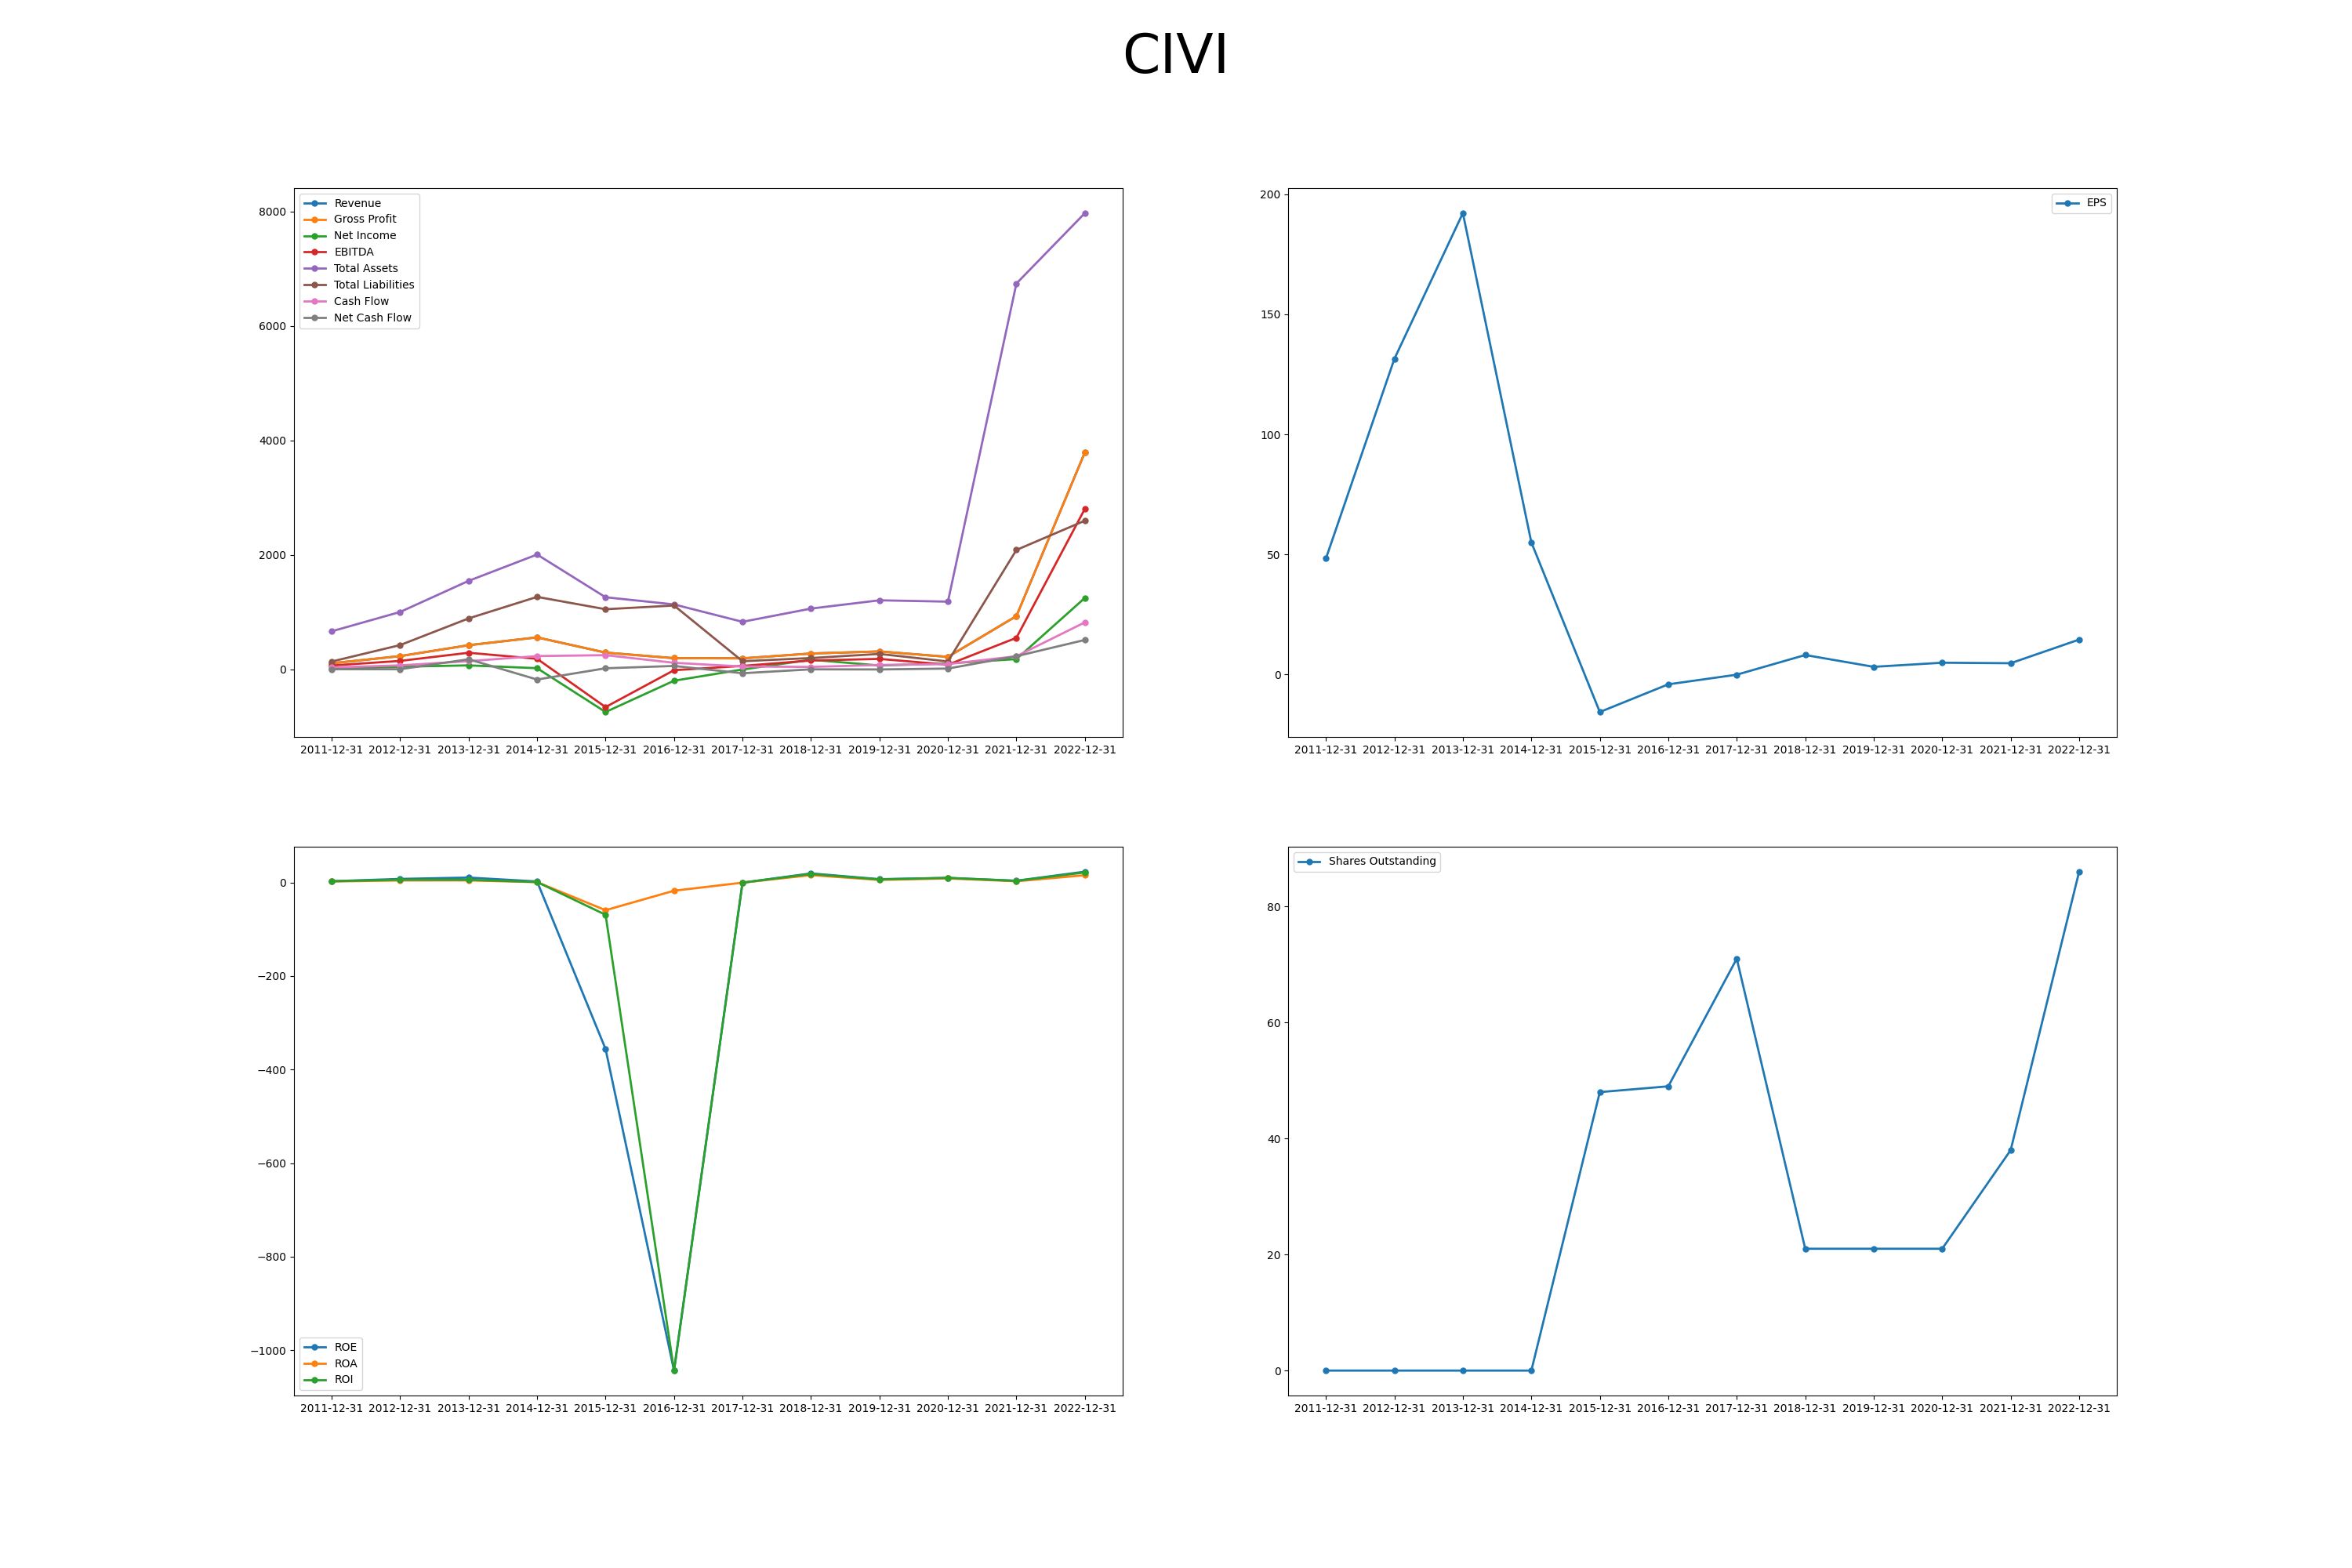 CIVI
8000
6000
4000
2000
0
Revenue
Gross Profit
Net Income
EBITDA
Total Assets
Total Liabilities
Cash Flow
Net Cash Flow
2011-12-31 2012-12-31 2013-12-31 2014-12-31 2015-12-31 2016-12-31 2017-12-31 2018-12-31 2019-12-31 2020-12-31 2021-12-31 2022-12-31
200
150
100
50
0
EPS
2011-12-31 2012-12-31 2013-12-31 2014-12-31 2015-12-31 2016-12-31 2017-12-31 2018-12-31 2019-12-31 2020-12-31 2021-12-31 2022-12-31
0
−200
−400
−600
−800
−1000
ROE
ROA
ROI
2011-12-31 2012-12-31 2013-12-31 2014-12-31 2015-12-31 2016-12-31 2017-12-31 2018-12-31 2019-12-31 2020-12-31 2021-12-31 2022-12-31
Shares Outstanding
80
60
40
20
0
2011-12-31 2012-12-31 2013-12-31 2014-12-31 2015-12-31 2016-12-31 2017-12-31 2018-12-31 2019-12-31 2020-12-31 2021-12-31 2022-12-31